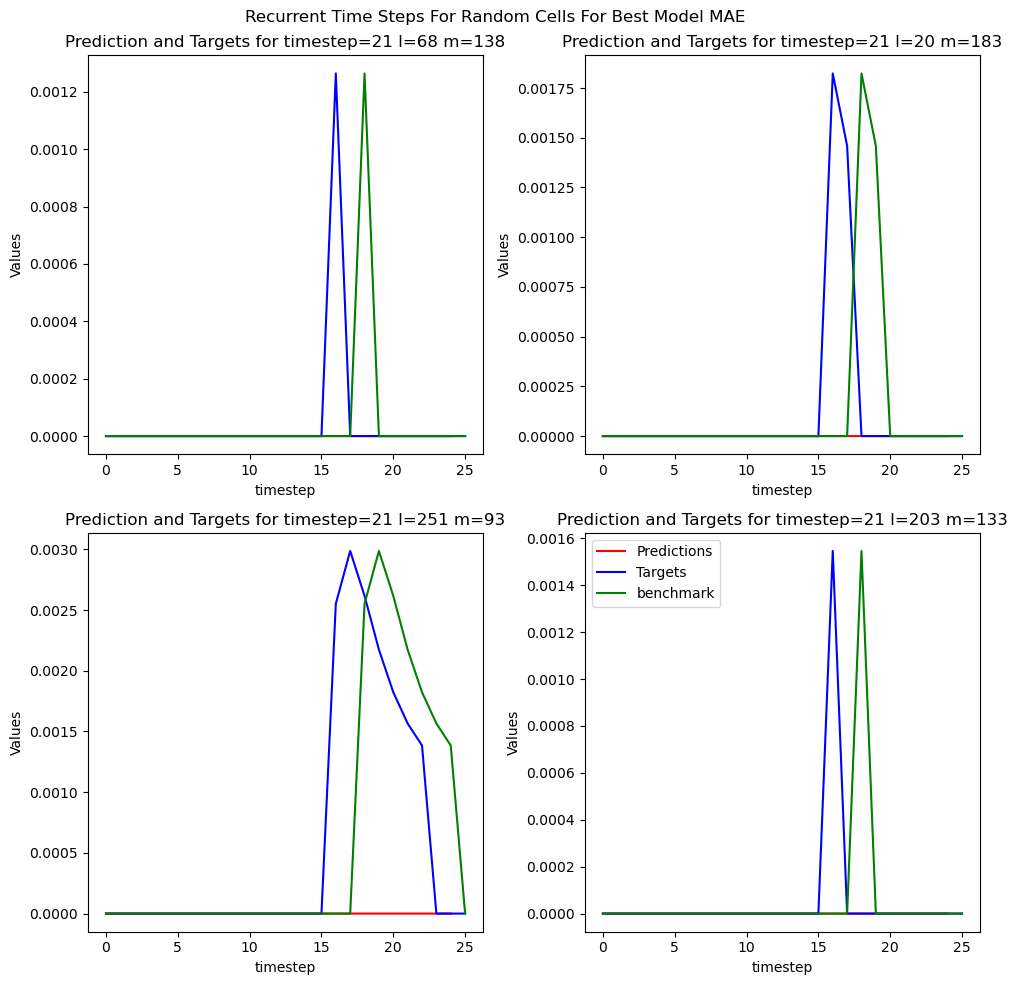 Recurrent Time Steps For Random Cells For Best Model MAE
Prediction and Targets for timestep=21 l=68 m=138
0.0012
0.0010
0.0008
0.0006
0.0004
0.0002
0.0000
Values
0 5 10 15 20 25
timestep
Prediction and Targets for timestep=21 l=20 m=183
0.00175
0.00150
0.00125
0.00100
0.00075
0.00050
0.00025
0.00000
Values
0 5 10 15 20 25
timestep
Prediction and Targets for timestep=21 l=251 m=93
0.0030
0.0025
0.0020
0.0015
0.0010
0.0005
0.0000
Values
0 5 10 15 20 25
timestep
Prediction and Targets for timestep=21 l=203 m=133
Predictions
Targets
benchmark
0.0016
0.0014
0.0012
0.0010
0.0008
0.0006
0.0004
0.0002
0.0000
Values
0 5 10 15 20 25
timestep